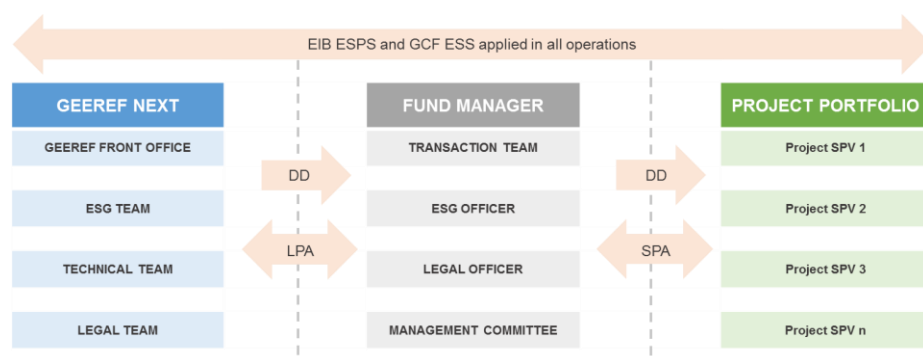 EIB ESPS and GCF ESS applied in all operations
GEEREF NEXT
FUND MANAGER
PROJECT PORTFOLIO
GEEREF FRONT OFFICE
TRANSACTION TEAM
Project SPV 1
DD
DD
ESG TEAM
ESG OFFICER
Project SPV 2
LPA
SPA
TECHNICAL TEAM
LEGAL OFFICER
Project SPV 3
LEGAL TEAM
MANAGEMENT COMMITTEE
Project SPV n